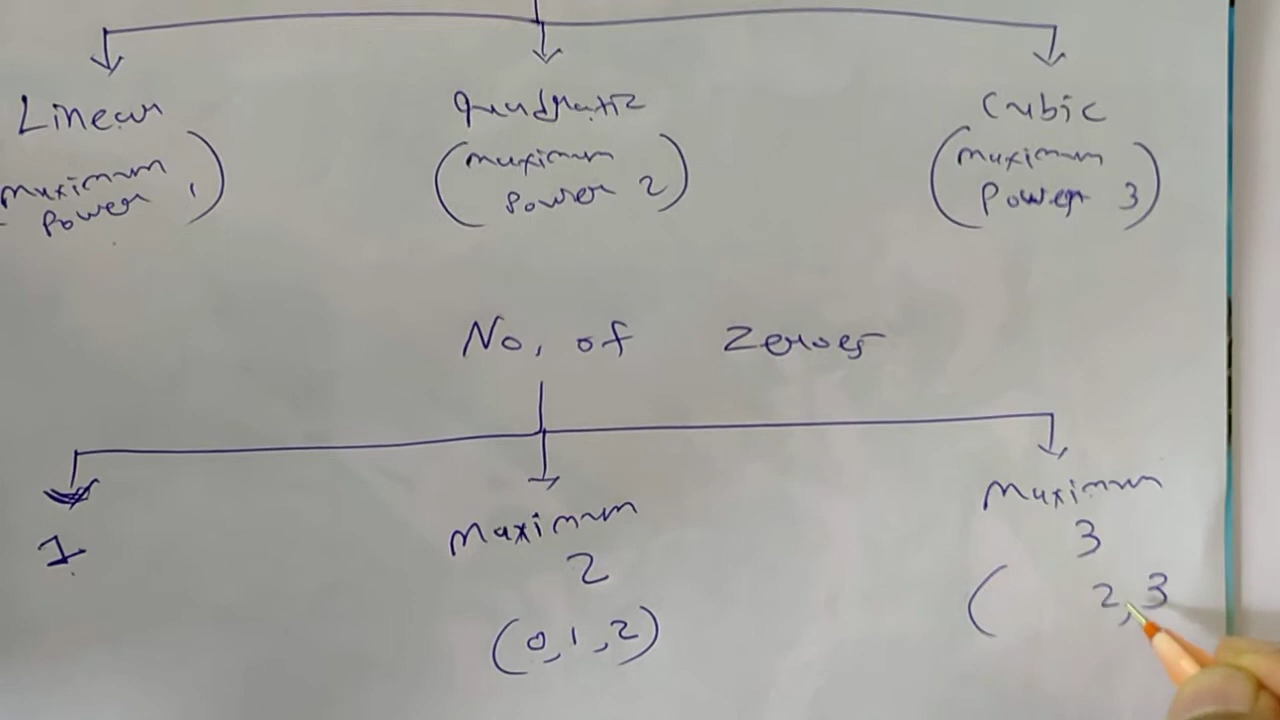 Linear
(Maximum
Power 1)
Quadratic
(Maximum
Power 2)
Cubic
(Maximum
Power 3)
No. of Zeroes
1
Maximum
2
(0, 1, 2)
Maximum
3
( 2, 3